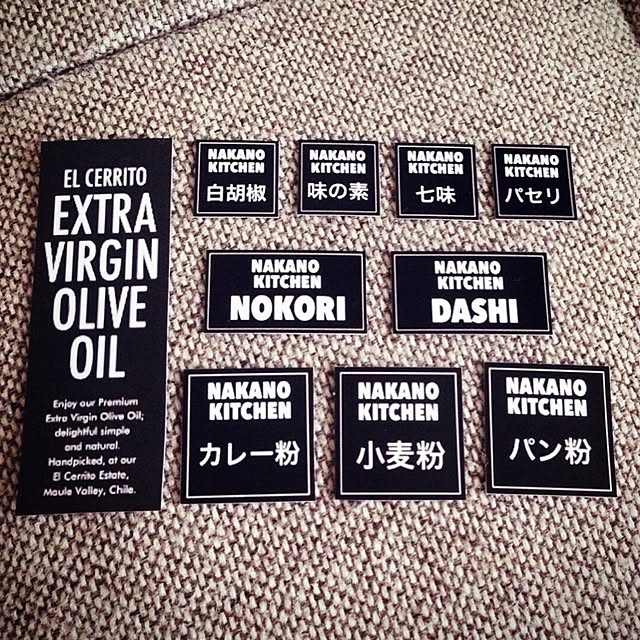 EL CERRITO
EXTRA
VIRGIN
OLIVE
OIL
Enjoy our Premium
Extra Virgin Olive Oil;
delightful simple
and natural.
Handpicked, at our
El Cerrito Estate,
Maule Valley, Chile.
NAKANO
KITCHEN
白胡椒
NAKANO
KITCHEN
味の素
NAKANO
KITCHEN
七味
NAKANO
KITCHEN
パセリ
NAKANO
KITCHEN
NOKORI
NAKANO
KITCHEN
DASHI
NAKANO
KITCHEN
カレー粉
NAKANO
KITCHEN
小麦粉
NAKANO
KITCHEN
パン粉